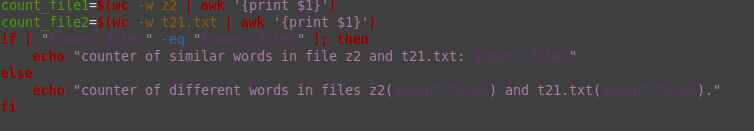 count_file1=$(wc -w z2 | awk '{print $1}')
count_file2=$(wc -w t21.txt | awk '{print $1}')
if [ "$count_file1" -eq "$count_file2" ]; then
echo "counter of similar words in file z2 and t21.txt: $count_file1"
else
echo "counter of different words in files z2($count_file1) and t21.txt($count_file2)."
fi